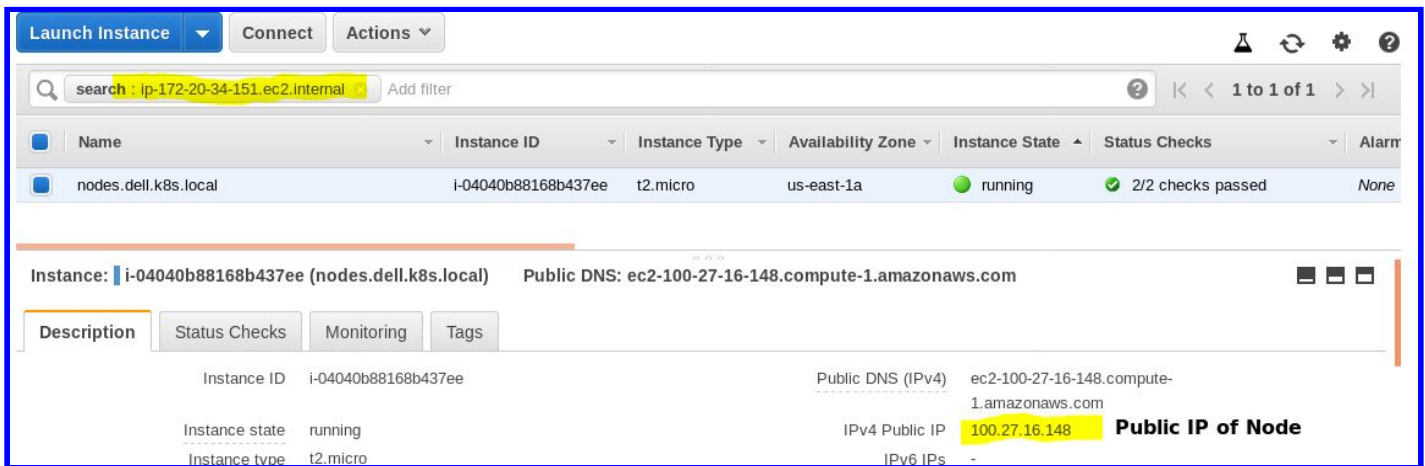 Launch Instance Connect Actions
search : ip-172-20-34-151.ec2.internal Add filter 1 to 1 of 1
Name Instance ID Instance Type Availability Zone Instance State Status Checks Alarm
nodes.dell.k8s.local i-04040b88168b437ee t2.micro us-east-1a running 2/2 checks passed None
Instance: i-04040b88168b437ee (nodes.dell.k8s.local) Public DNS: ec2-100-27-16-148.compute-1.amazonaws.com
Description Status Checks Monitoring Tags
Instance ID i-04040b88168b437ee Public DNS (IPv4) ec2-100-27-16-148.compute-
1.amazonaws.com
Instance state running IPv4 Public IP 100.27.16.148 Public IP of Node
Instance type t2.micro IPv6 IPs -